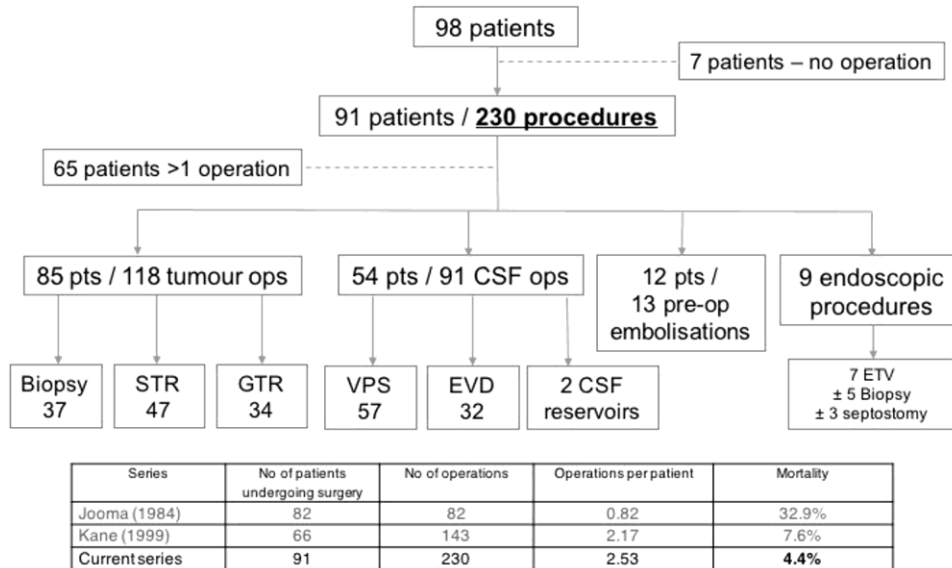 98 patients
7 patients – no operation
91 patients / 230 procedures
65 patients >1 operation
85 pts / 118 tumour ops
54 pts / 91 CSF ops
12 pts /
13 pre-op
embolisations
9 endoscopic
procedures
Biopsy
37
STR
47
GTR
34
VPS
57
EVD
32
2 CSF
reservoirs
7 ETV
± 5 Biopsy
± 3 septostomy
Series No of patients undergoing surgery No of operations Operations per patient Mortality
Jooma (1984) 82 82 0.82 32.9%
Kane (1999) 66 143 2.17 7.6%
Current series 91 230 2.53 4.4%